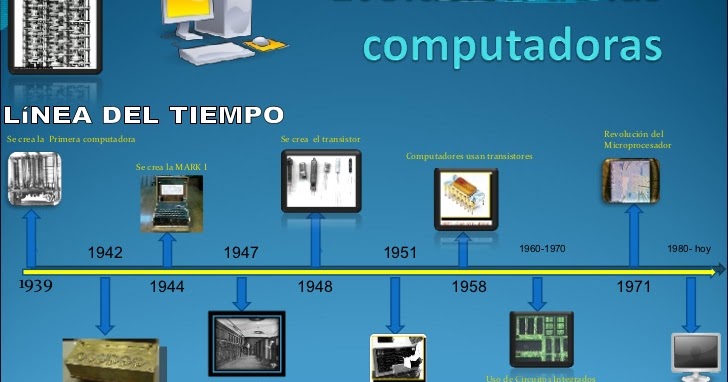 computadoras
LíNEA DEL TIEMPO
Se crea la Primera computadora
Se crea la MARK I
Se crea el transistor
Computadores usan transistores
Revolución del
Microprocesador
1942
1947
1951
1960-1970
1980- hoy
1939
1944
1948
1958
1971
Uso de Circuitos Integrados